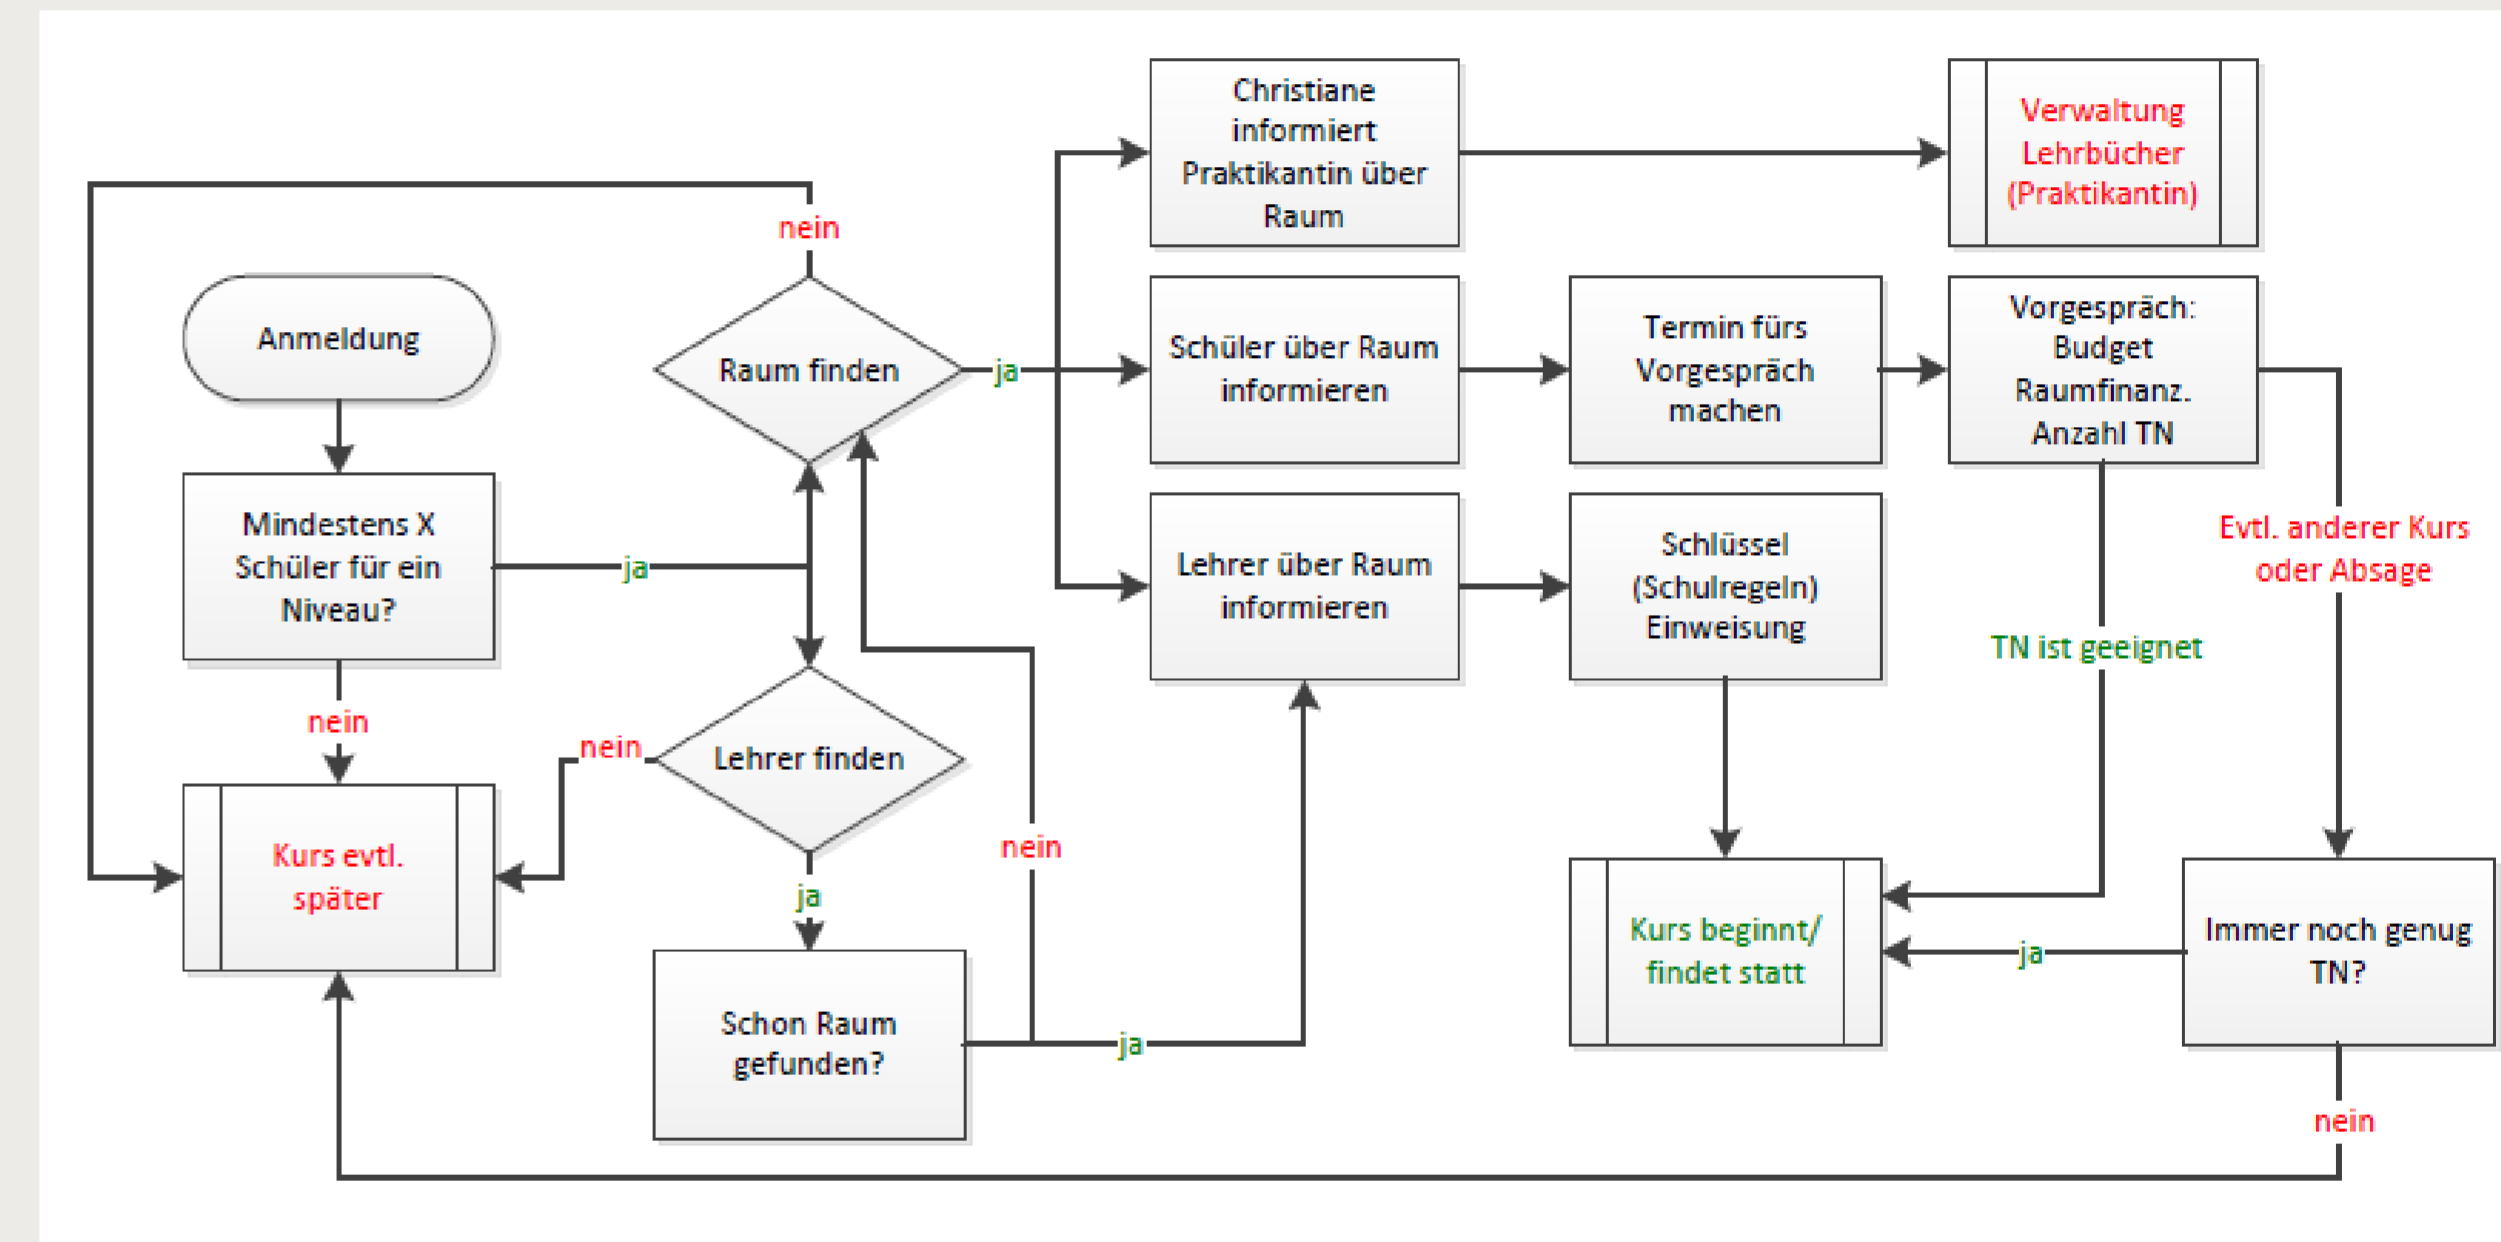 Christiane
informiert
Praktikantin über
Raum
Verwaltung
Lehrbücher
(Praktikantin)
nein
Anmeldung
Raum finden
ja
Schüler über Raum
informieren
Termin fürs
Vorgespräch
machen
Vorgespräch:
Budget
Raumfinanz.
Anzahl TN
Mindestens X
Schüler für ein
Niveau?
ja
Lehrer über Raum
informieren
Schlüssel
(Schulregeln)
Einweisung
Evtl. anderer Kurs
oder Absage
TN ist geeignet
nein
nein
Lehrer finden
nein
Kurs evtl.
später
ja
Kurs beginnt/
findet statt
ja
Immer noch genug
TN?
Schon Raum
gefunden?
ja
nein